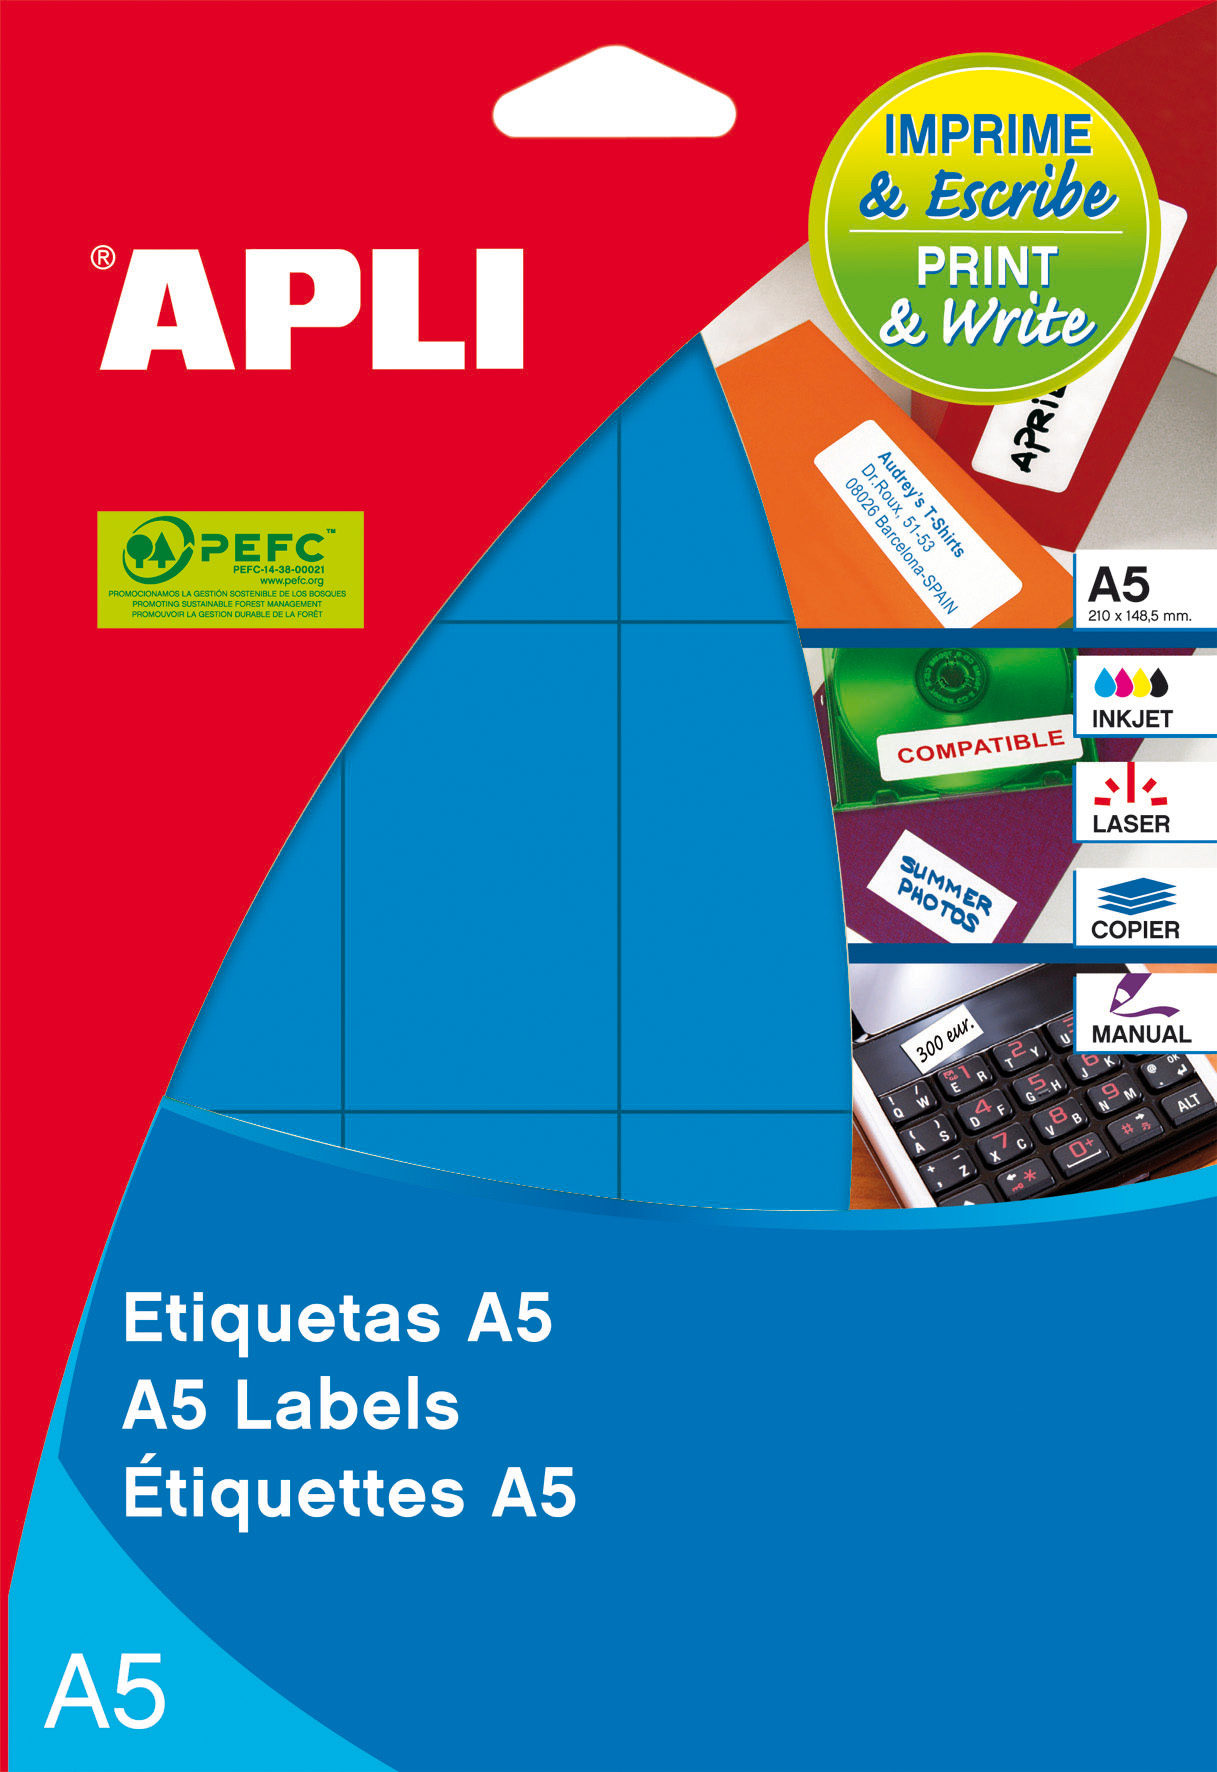 IMPRIME
& Escribe
PRINT
& Write
® APLI
PEFC™
PEFC-14-38-00021
www.pefc.org
PROMOCIONAMOS LA GESTIÓN SOSTENIBLE DE LOS BOSQUES
PROMOTING SUSTAINABLE FOREST MANAGEMENT
PROMOUVOIR LA GESTION DURABLE DE LA FORÊT
Audrey's T-Shirts
Dr.Roux, 51-53
08026 Barcelona-SPAIN
A5
210 x 148,5 mm.
INKJET
COMPATIBLE
LASER
SUMMER
PHOTOS
COPIER
MANUAL
300 eur.
Etiquetas A5
A5 Labels
Étiquettes A5
A5